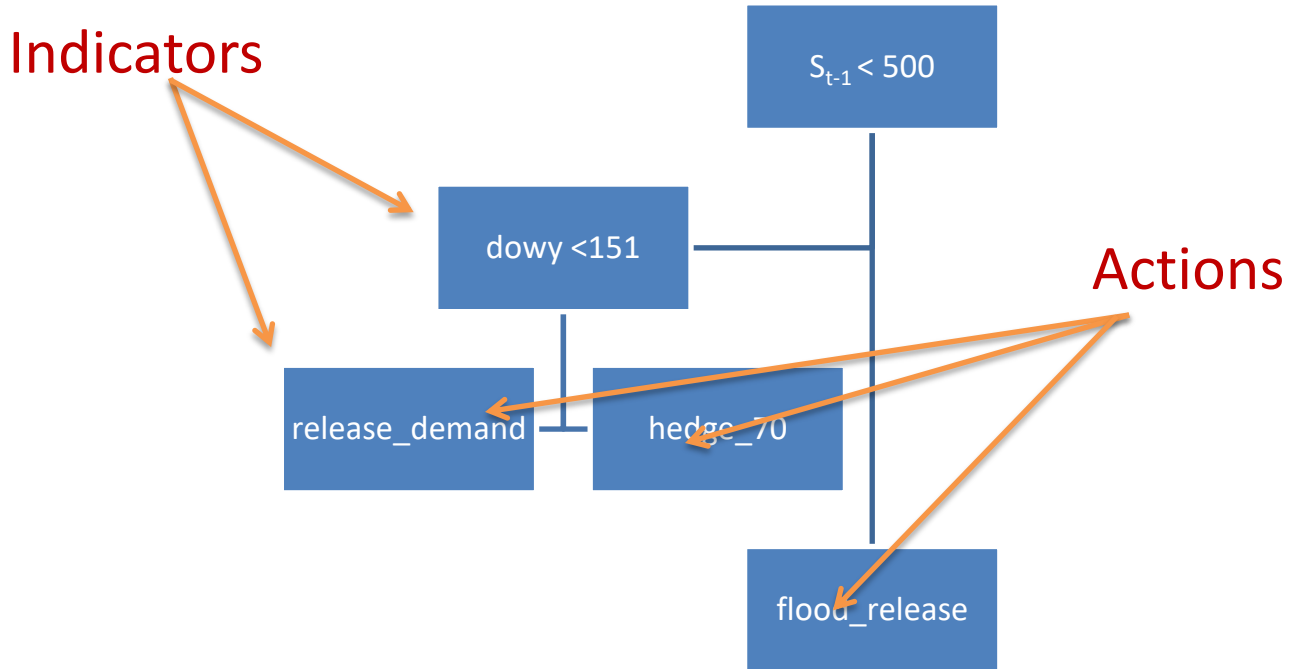 Indicators
Sₜ₋₁ < 500
dowy <151
Actions
release_demand
hedge_70
flood_release